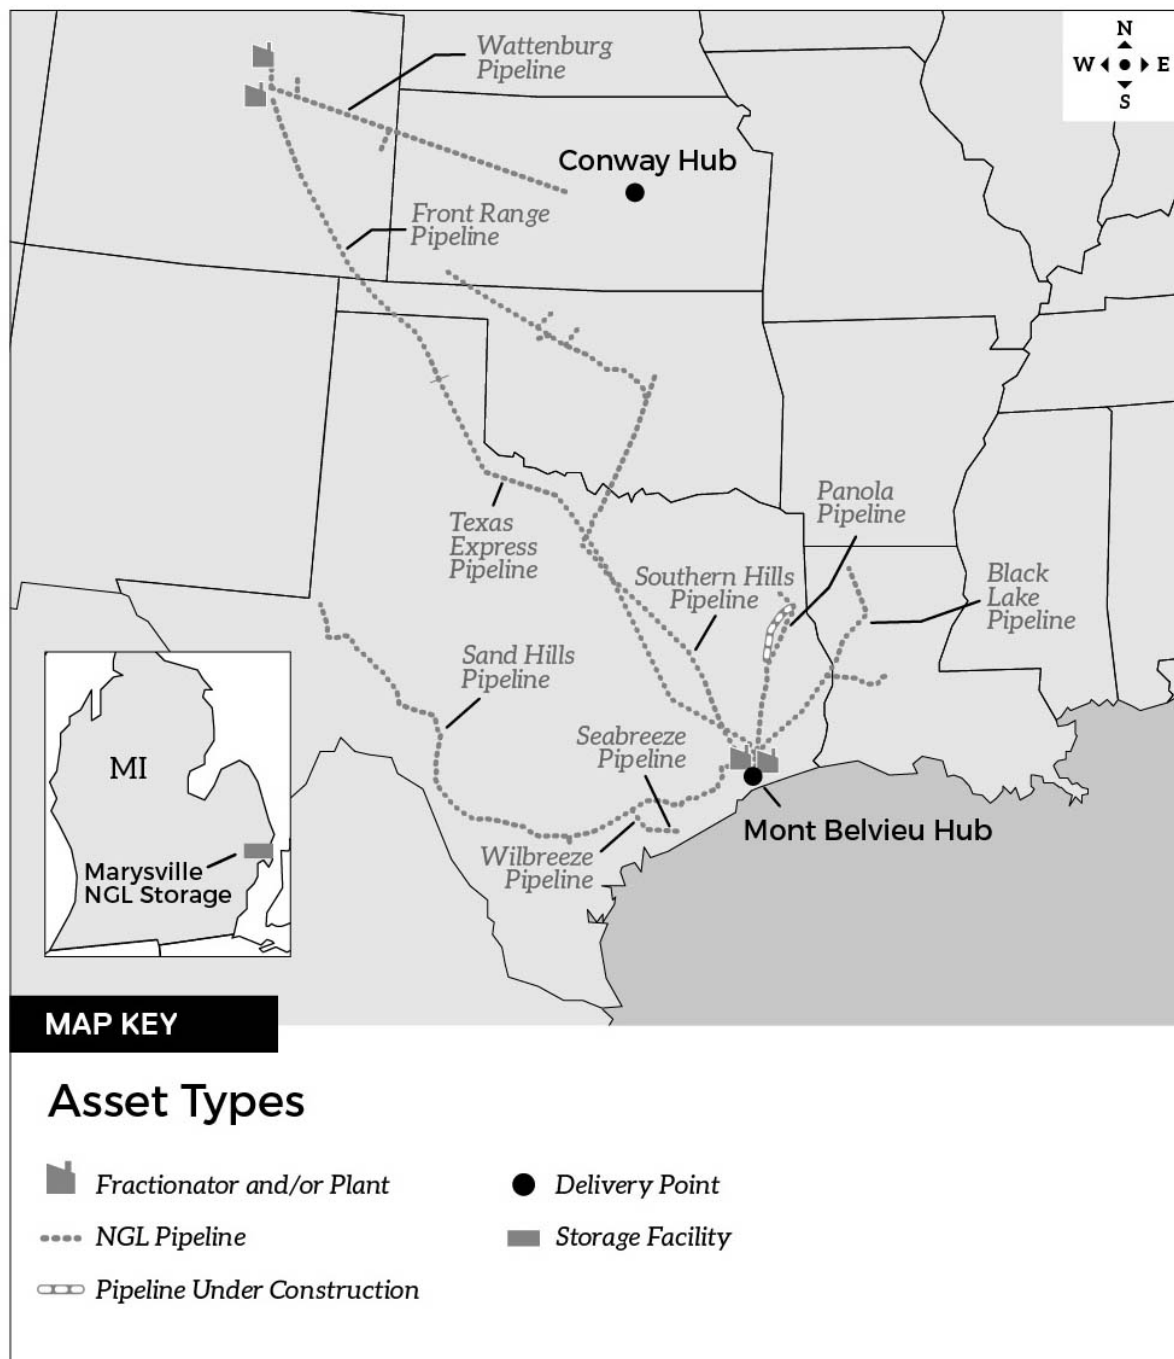 N
W E
S
Wattenburg
Pipeline
Conway Hub
Front Range
Pipeline
Panola
Pipeline
Texas
Express
Pipeline
Southern Hills
Pipeline
Black
Lake
Pipeline
Sand Hills
Pipeline
Seabreeze
Pipeline
MI
Mont Belvieu Hub
Wilbreeze
Pipeline
Marysville
NGL Storage
MAP KEY
Asset Types
Fractionator and/or Plant
Delivery Point
NGL Pipeline
Storage Facility
Pipeline Under Construction